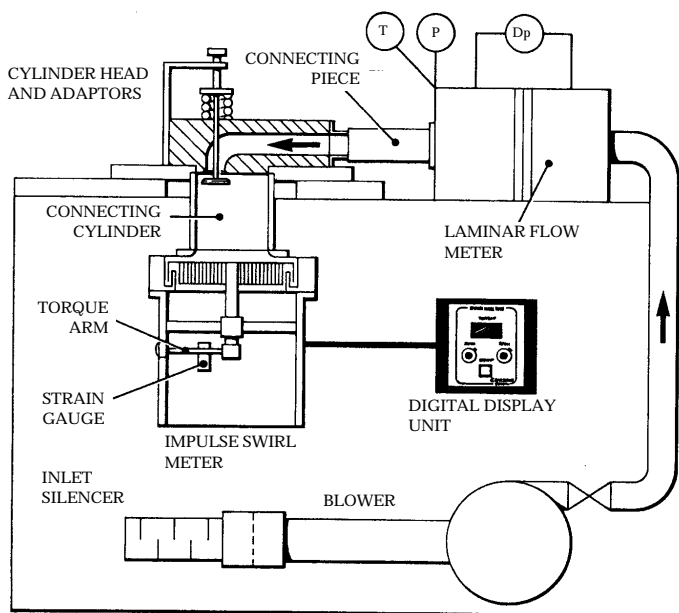 T
P
Dp
CONNECTING
PIECE
CYLINDER HEAD
AND ADAPTORS
CONNECTING
CYLINDER
LAMINAR FLOW
METER
TORQUE
ARM
STRAIN
GAUGE
DIGITAL DISPLAY
UNIT
IMPULSE SWIRL
METER
INLET
SILENCER
BLOWER